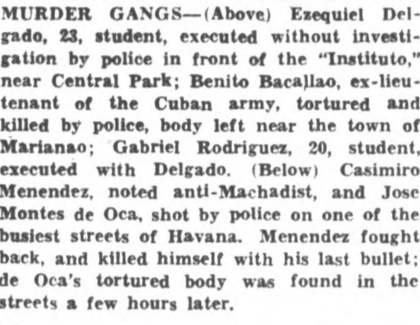 MURDER GANGS—(Above) Ezequiel Del-
gado, 23, student, executed without investi-
gation by police in front of the "Instituto,"
near Central Park; Benito Bacallao, ex-lieu-
tenant of the Cuban army, tortured and
killed by police, body left near the town of
Marianao; Gabriel Rodriguez, 20, student,
executed with Delgado. (Below) Casimiro
Menendez, noted anti-Machadist, and Jose
Montes de Oca, shot by police on one of the
busiest streets of Havana. Menendez fought
back, and killed himself with his last bullet;
de Oca's tortured body was found in the
streets a few hours later.